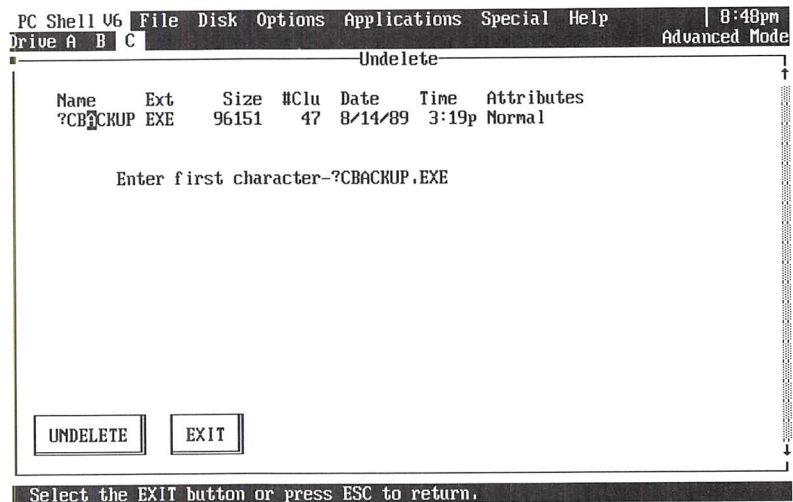 PC Shell V6 File Disk Options Applications Special Help 8:48pm
Drive A B C Advanced Mode
Undelete
Name Ext Size #Clu Date Time Attributes
?CBACKUP EXE 96151 47 8/14/89 3:19p Normal
Enter first character-?CBACKUP.EXE
UNDELETE EXIT
Select the EXIT button or press ESC to return.